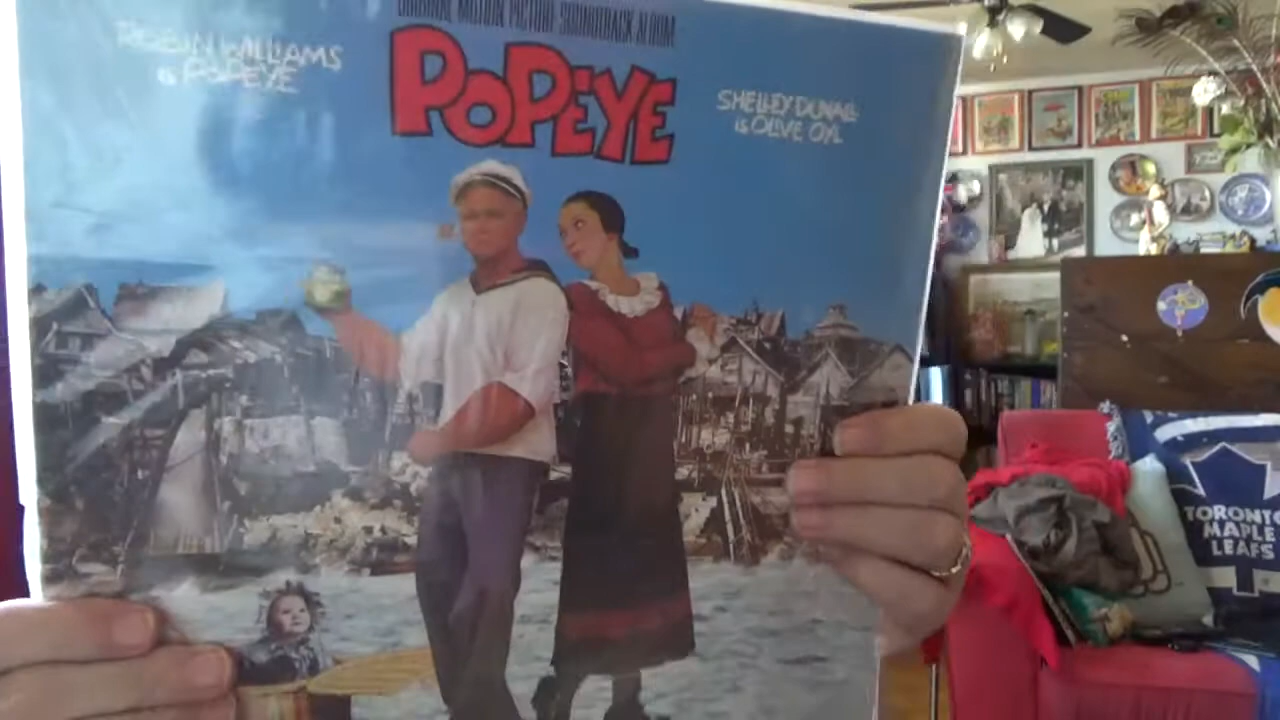 ORIGINAL MOTION PICTURE SOUNDTRACK ALBUM
ROBIN WILLIAMS
is POPEYE
POPEYE
SHELLEY DUVALL
is OLIVE OYL
TORONTO
MAPLE
LEAFS